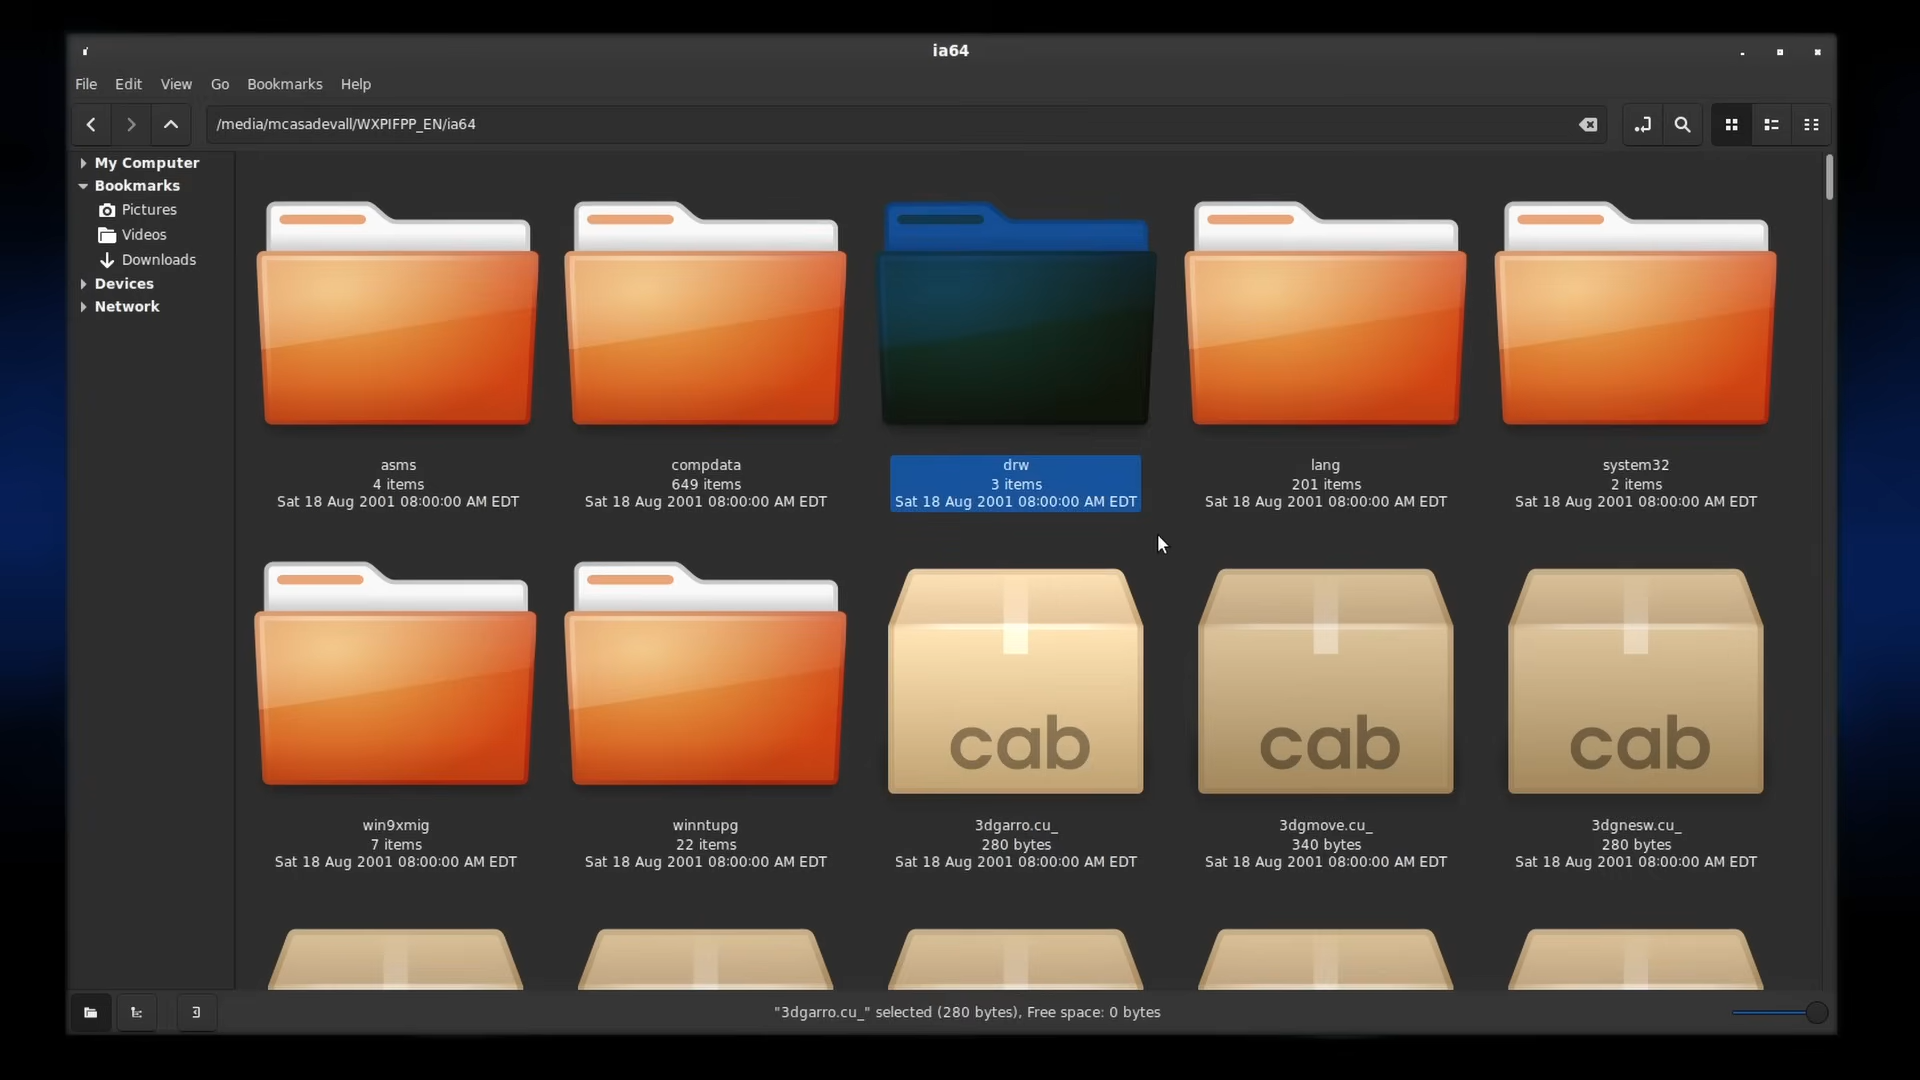 ia64
File Edit View Go Bookmarks Help
/media/mcasadevall/WXPIFPP_EN/ia64
My Computer
Bookmarks
Pictures
Videos
Downloads
Devices
Network
asms
4 items
Sat 18 Aug 2001 08:00:00 AM EDT
compdata
649 items
Sat 18 Aug 2001 08:00:00 AM EDT
drw
3 items
Sat 18 Aug 2001 08:00:00 AM EDT
lang
201 items
Sat 18 Aug 2001 08:00:00 AM EDT
system32
2 items
Sat 18 Aug 2001 08:00:00 AM EDT
win9xmig
7 items
Sat 18 Aug 2001 08:00:00 AM EDT
winntupg
22 items
Sat 18 Aug 2001 08:00:00 AM EDT
cab
3dgarro.cu_
280 bytes
Sat 18 Aug 2001 08:00:00 AM EDT
cab
3dgmove.cu_
340 bytes
Sat 18 Aug 2001 08:00:00 AM EDT
cab
3dgnesw.cu_
280 bytes
Sat 18 Aug 2001 08:00:00 AM EDT
"3dgarro.cu_" selected (280 bytes), Free space: 0 bytes